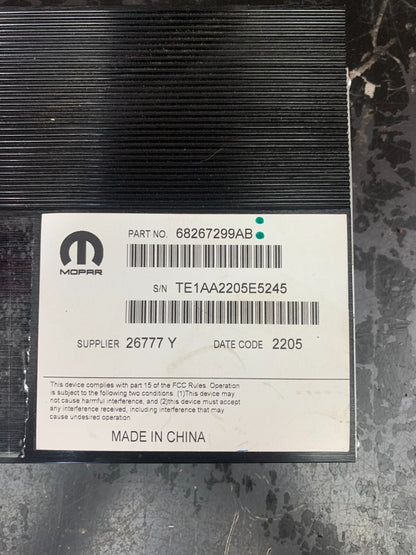 PART NO. 68267299AB
MOPAR
S/N TE1AA2205E5245
SUPPLIER 26777 Y DATE CODE 2205
This device complies with part 15 of the FCC Rules. Operation
is subject to the following two conditions. (1)This device may
not cause harmful interference, and (2)this device must accept
any interference received, including interference that may
cause undesired operation.
MADE IN CHINA